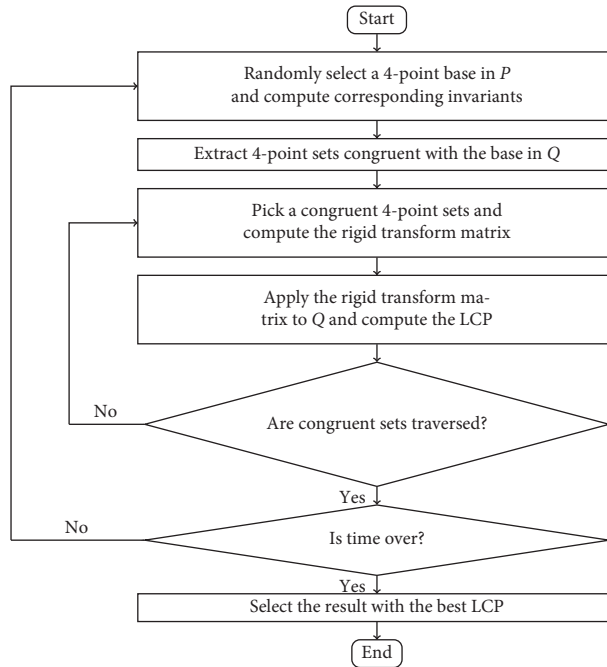 Start
Randomly select a 4-point base in P
and compute corresponding invariants
Extract 4-point sets congruent with the base in Q
Pick a congruent 4-point sets and
compute the rigid transform matrix
Apply the rigid transform ma-
trix to Q and compute the LCP
No
Are congruent sets traversed?
Yes
No
Is time over?
Yes
Select the result with the best LCP
End